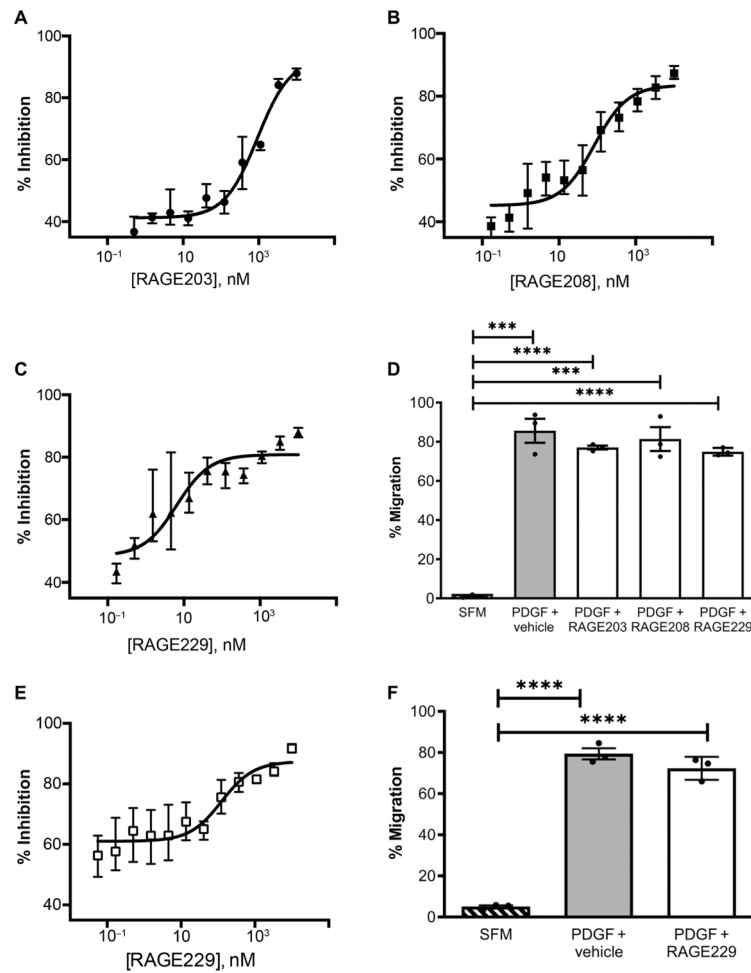 A
B
100
80
60
40
% Inhibition
10⁻¹ 10 10³
[RAGE203], nM
100
80
60
40
% Inhibition
10⁻¹ 10 10³
[RAGE208], nM
C
D
100
80
60
40
% Inhibition
10⁻¹ 10 10³
[RAGE229], nM
***
****
***
****
100
80
60
40
20
0
% Migration
SFM
PDGF +
vehicle
PDGF +
RAGE203
PDGF +
RAGE208
PDGF +
RAGE229
E
F
100
80
60
40
% Inhibition
10⁻¹ 10 10³
[RAGE229], nM
****
****
100
80
60
40
20
0
% Migration
SFM
PDGF +
vehicle
PDGF +
RAGE229